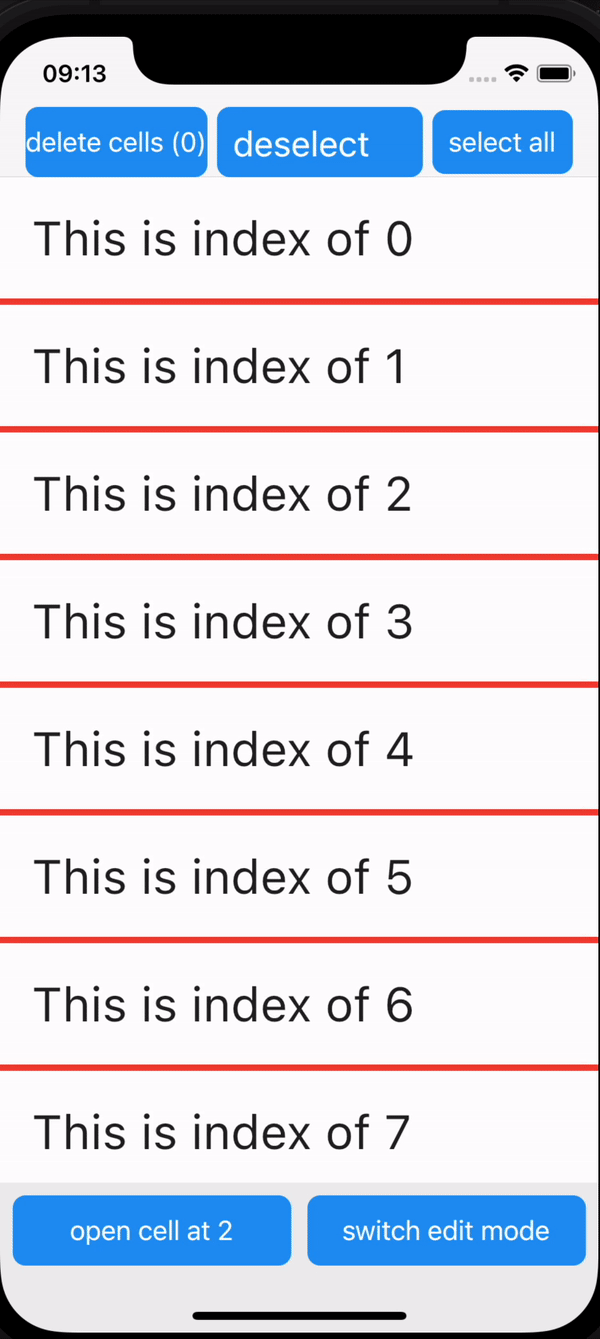 09:13
delete cells (0) deselect select all
This is index of 0
This is index of 1
This is index of 2
This is index of 3
This is index of 4
This is index of 5
This is index of 6
This is index of 7
open cell at 2 switch edit mode